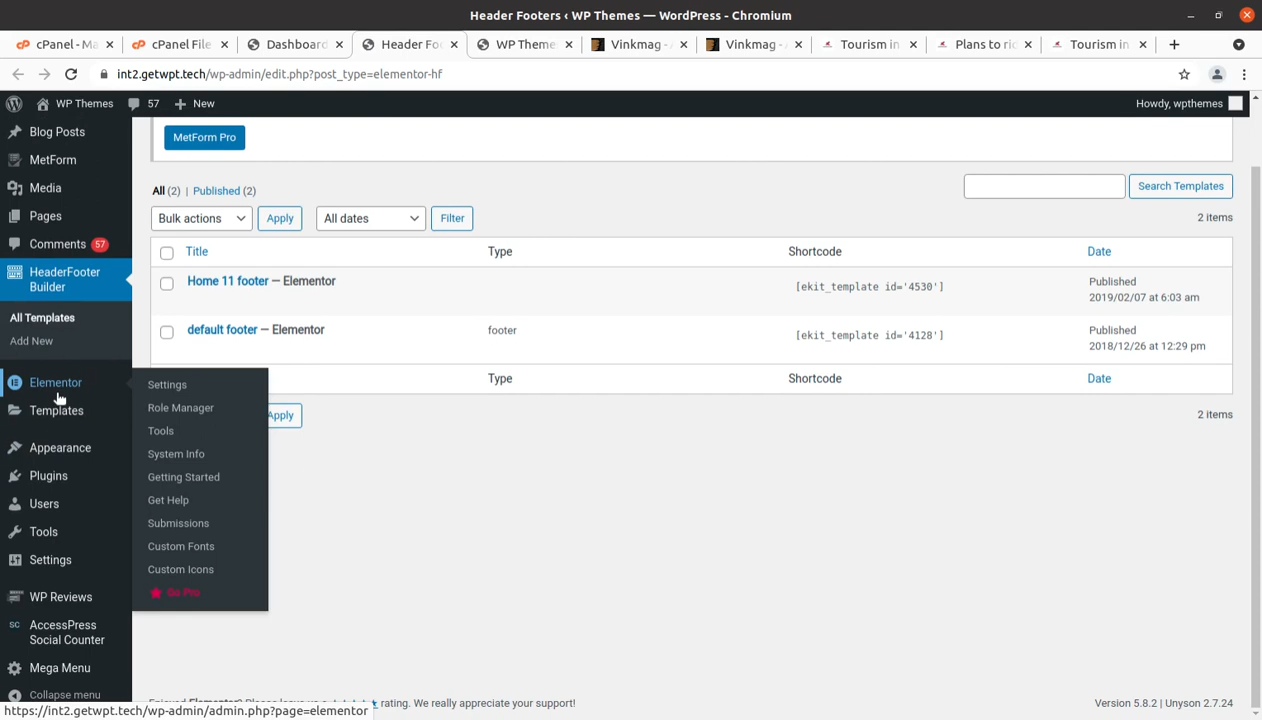 Header Footers ‹ WP Themes — WordPress - Chromium
cPanel - Ma
cPanel File
Dashboard
Header Foo
WP Theme
Vinkmag - A
Vinkmag - A
Tourism in
Plans to ric
Tourism in
int2.getwpt.tech/wp-admin/edit.php?post_type=elementor-hf
WP Themes
57
New
Howdy, wpthemes
Blog Posts
MetForm
Media
Pages
Comments 57
HeaderFooter
Builder
All Templates
Add New
Elementor
Templates
Appearance
Plugins
Users
Tools
Settings
WP Reviews
SC
AccessPress
Social Counter
Mega Menu
Collapse menu
Settings
Role Manager
Tools
System Info
Getting Started
Get Help
Submissions
Custom Fonts
Custom Icons
Go Pro
MetForm Pro
All (2) | Published (2)
Search Templates
Bulk actions
Apply
All dates
Filter
2 items
Title Type Shortcode Date
Home 11 footer — Elementor
[ekit_template id='4530']
Published
2019/02/07 at 6:03 am
default footer — Elementor
footer
[ekit_template id='4128']
Published
2018/12/26 at 12:29 pm
Type Shortcode Date
Apply
2 items
rating. We really appreciate your support!
Version 5.8.2 | Unyson 2.7.24
https://int2.getwpt.tech/wp-admin/admin.php?page=elementor